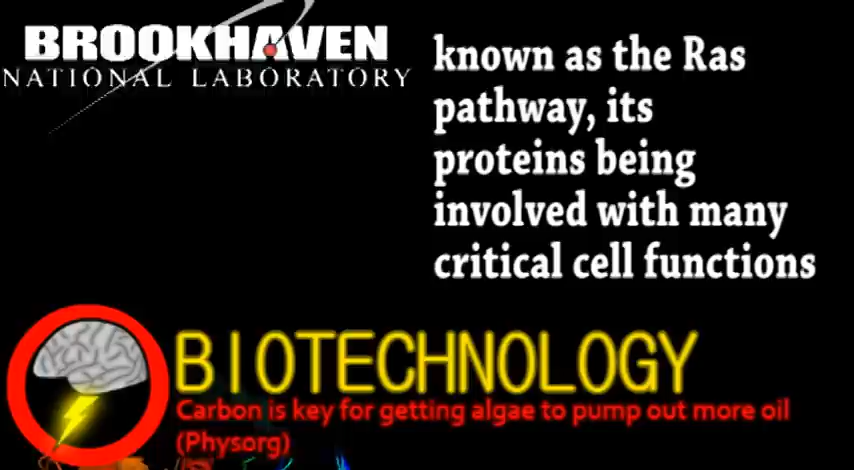 BROOKHAVEN
NATIONAL LABORATORY
known as the Ras
pathway, its
proteins being
involved with many
critical cell functions
BIOTECHNOLOGY
Carbon is key for getting algae to pump out more oil
(Physorg)